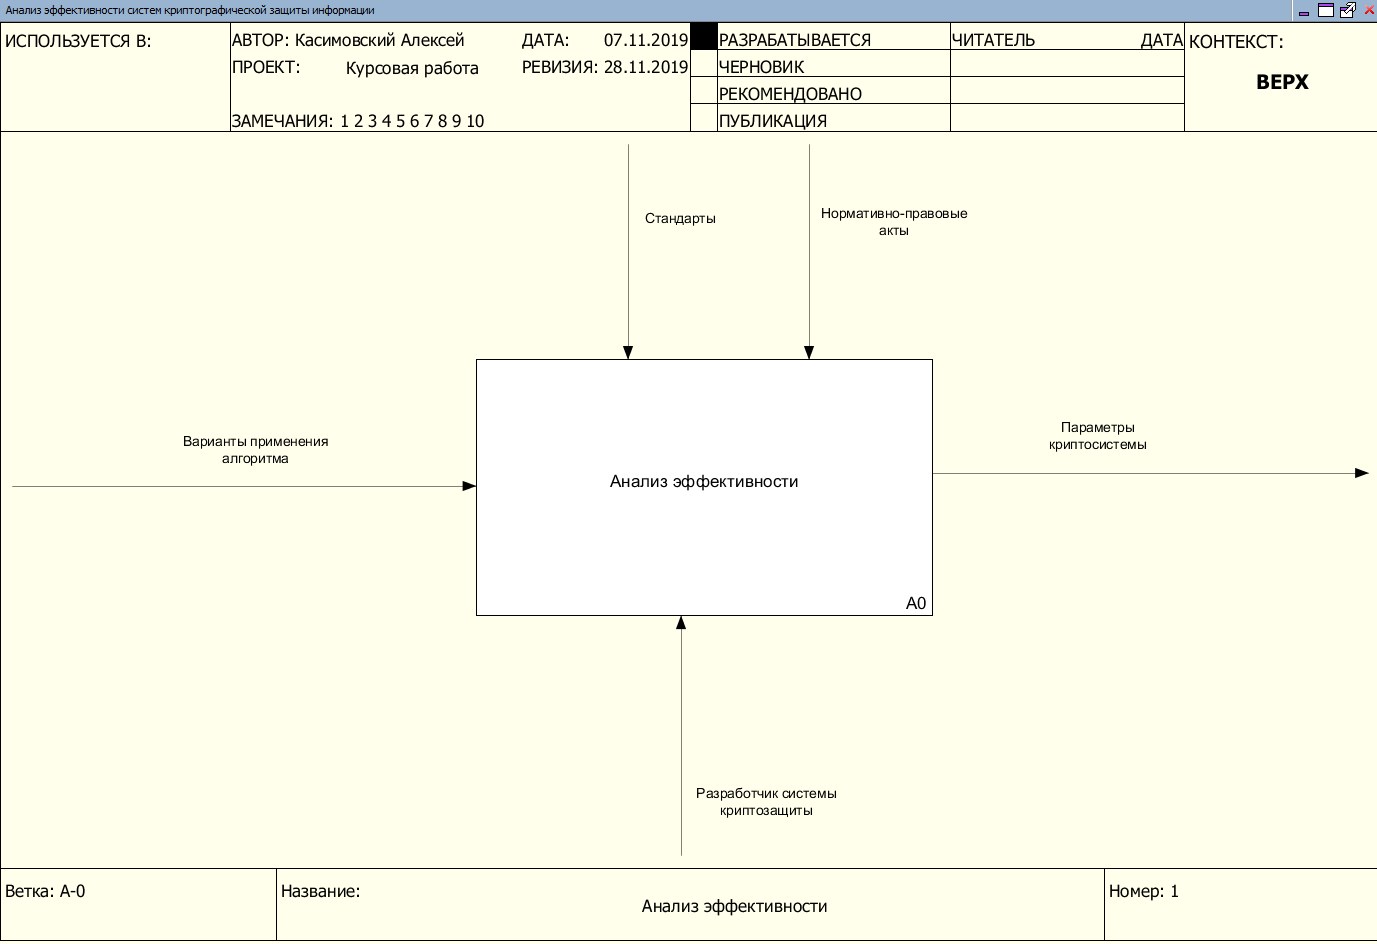 Анализ эффективности систем криптографической защиты информации
ИСПОЛЬЗУЕТСЯ В:
АВТОР: Касимовский Алексей
ДАТА: 07.11.2019
ПРОЕКТ: Курсовая работа
РЕВИЗИЯ: 28.11.2019
ЗАМЕЧАНИЯ: 1 2 3 4 5 6 7 8 9 10
РАЗРАБАТЫВАЕТСЯ
ЧЕРНОВИК
РЕКОМЕНДОВАНО
ПУБЛИКАЦИЯ
ЧИТАТЕЛЬ ДАТА
КОНТЕКСТ:
ВЕРХ
Стандарты
Нормативно-правовые
акты
Варианты применения
алгоритма
Анализ эффективности
A0
Параметры
криптосистемы
Разработчик системы
криптозащиты
Ветка: A-0
Название:
Анализ эффективности
Номер: 1